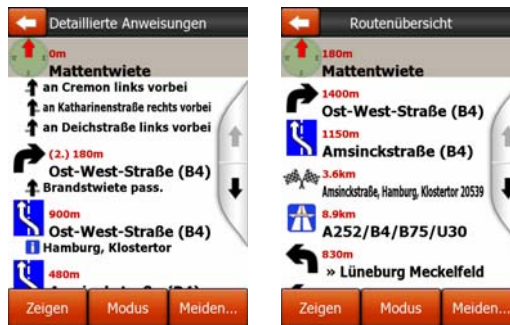 Detaillierte Anweisungen
0m
Mattentwiete
an Cremon links vorbei
an Katharinenstraße rechts vorbei
an Deichstraße links vorbei
(2.) 180m
Ost-West-Straße (B4)
Brandstwiete pass.
900m
Ost-West-Straße (B4)
Hamburg, Klostertor
480m
Zeigen
Modus
Meiden...
Routenübersicht
180m
Mattentwiete
1400m
Ost-West-Straße (B4)
1150m
Amsinckstraße (B4)
3.6km
Amsinckstraße, Hamburg, Klostertor 20539
8.9km
A252/B4/B75/U30
830m
» Lüneburg Meckelfeld
Zeigen
Modus
Meiden...